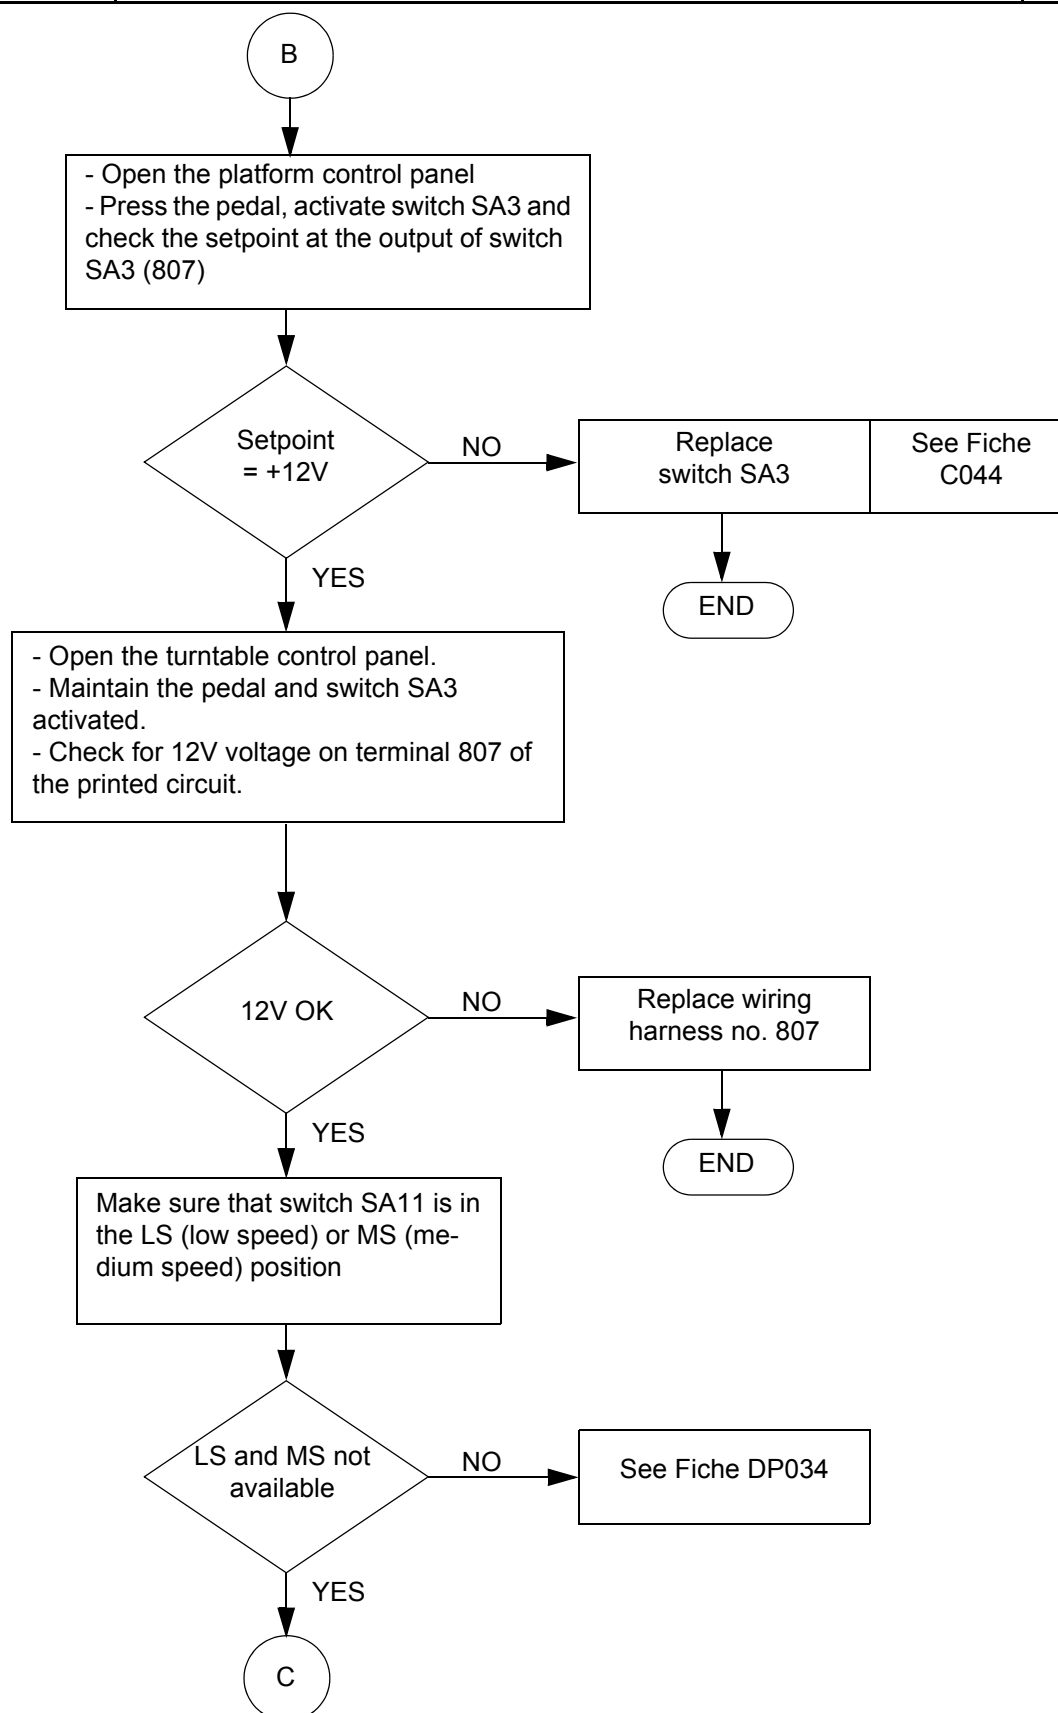 B
- Open the platform control panel
- Press the pedal, activate switch SA3 and
check the setpoint at the output of switch
SA3 (807)
Setpoint
= +12V
NO
Replace
switch SA3
See Fiche
C044
END
YES
- Open the turntable control panel.
- Maintain the pedal and switch SA3
activated.
- Check for 12V voltage on terminal 807 of
the printed circuit.
12V OK
NO
Replace wiring
harness no. 807
END
YES
Make sure that switch SA11 is in
the LS (low speed) or MS (me-
dium speed) position
LS and MS not
available
NO
See Fiche DP034
YES
C